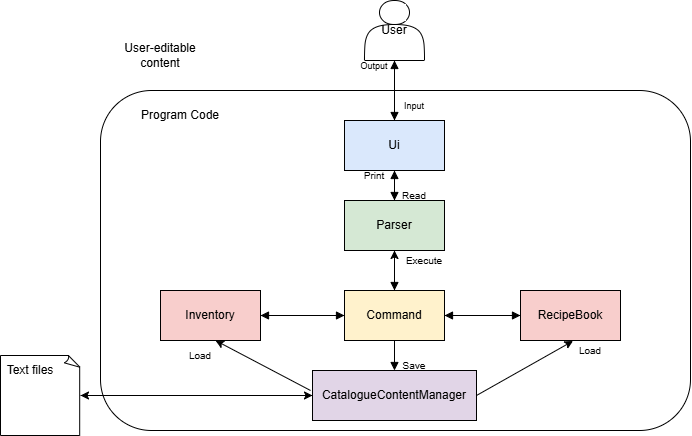 User
User-editable
content
Output
Input
Program Code
Ui
Print
Read
Parser
Execute
Inventory
Command
RecipeBook
Load
Save
Load
Text files
CatalogueContentManager